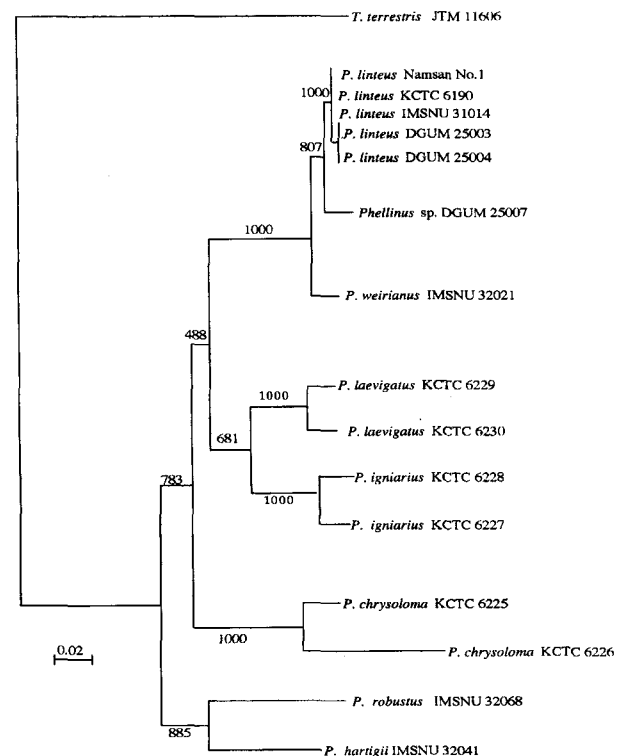 T. terrestris JTM 11606
P. linteus Namsan No.1
1000
P. linteus KCTC 6190
P. linteus IMSNU 31014
P. linteus DGUM 25003
807
P. linteus DGUM 25004
Phellinus sp. DGUM 25007
1000
P. weirianus IMSNU 32021
488
P. laevigatus KCTC 6229
1000
P. laevigatus KCTC 6230
681
P. igniarius KCTC 6228
783
1000
P. igniarius KCTC 6227
P. chrysoloma KCTC 6225
1000
P. chrysoloma KCTC 6226
0.02
P. robustus IMSNU 32068
885
P. hartigii IMSNU 32041